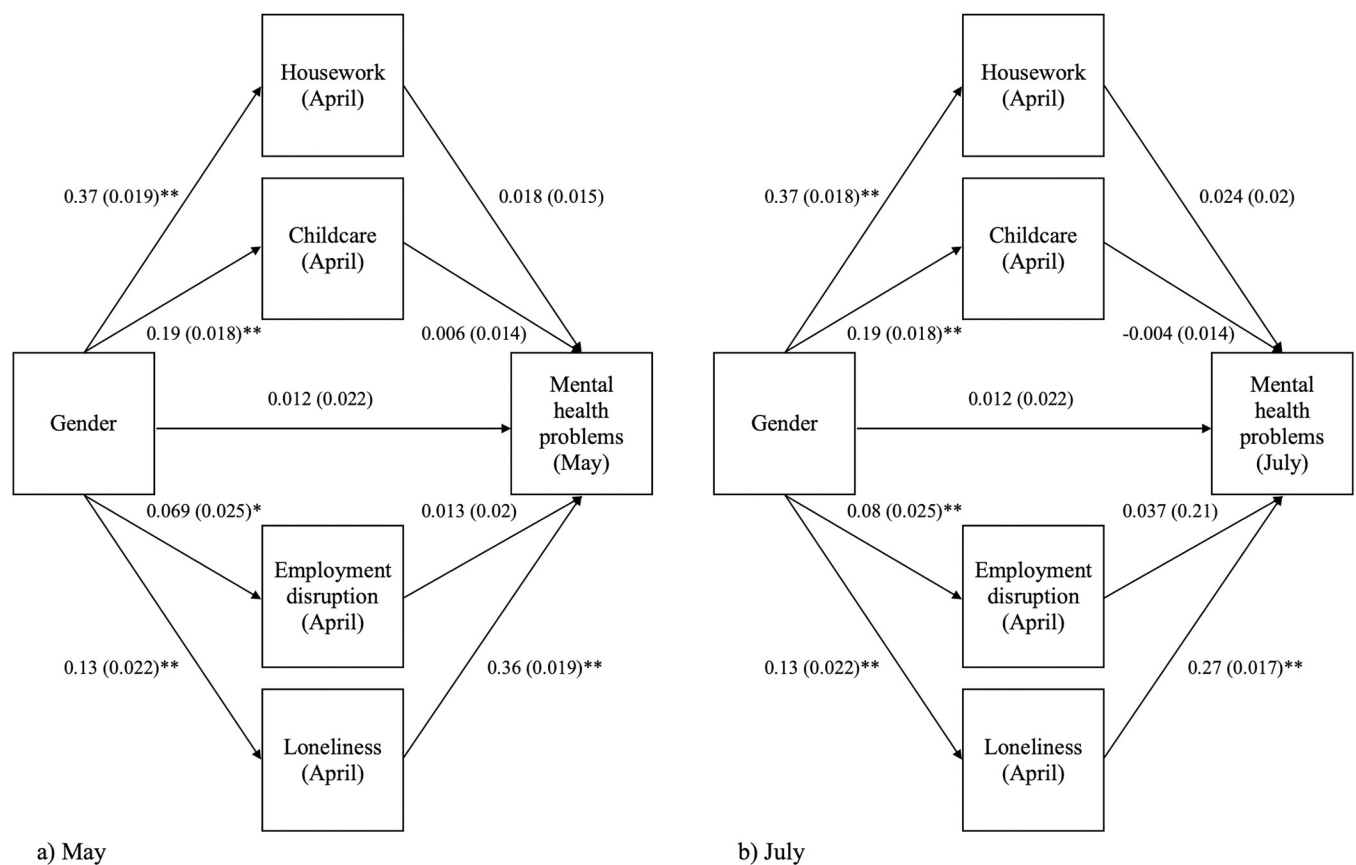 Housework
(April)
0.37 (0.019)**
0.018 (0.015)
Childcare
(April)
0.19 (0.018)**
0.006 (0.014)
Gender
0.012 (0.022)
Mental
health
problems
(May)
0.069 (0.025)*
0.013 (0.02)
Employment
disruption
(April)
0.13 (0.022)**
0.36 (0.019)**
Loneliness
(April)
a) May
Housework
(April)
0.37 (0.018)**
0.024 (0.02)
Childcare
(April)
0.19 (0.018)**
-0.004 (0.014)
Gender
0.012 (0.022)
Mental
health
problems
(July)
0.08 (0.025)**
0.037 (0.21)
Employment
disruption
(April)
0.13 (0.022)**
0.27 (0.017)**
Loneliness
(April)
b) July